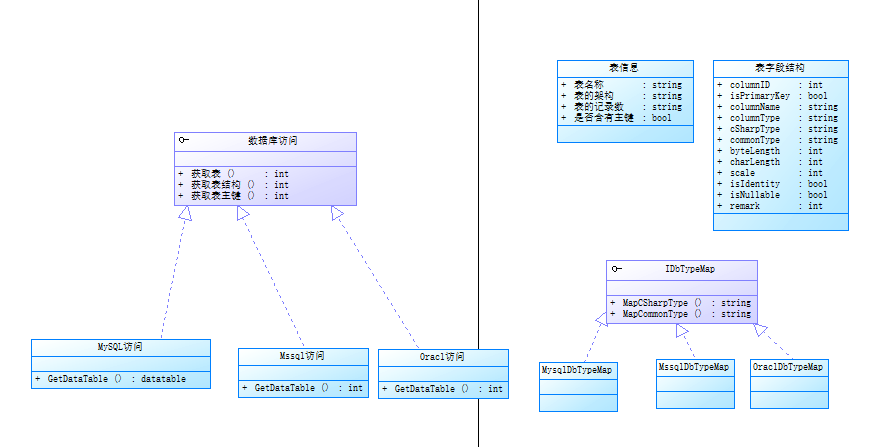 数据库访问
+ 获取表 () : int
+ 获取表结构 () : int
+ 获取表主键 () : int
MySQL访问
+ GetDataTable () : datatable
Mssql访问
GetDataTable () : int
Oracl访问
+ GetDataTable () : int
表信息
+ 表名称 : string
+ 表的架构 : string
+ 表的记录数 : string
+ 是否含有主键 : bool
表字段结构
+ columnID : int
+ isPrimaryKey : bool
+ columnName : string
+ columnType : string
+ cSharpType : string
+ commonType : string
+ byteLength : int
+ charLength : int
+ scale : int
+ isIdentity : bool
+ isNullable : bool
+ remark : int
IDbTypeMap
+ MapCSharpType () : string
+ MapCommonType () : string
MysqlDbTypeMap
MssqlDbTypeMap
OraclDbTypeMap